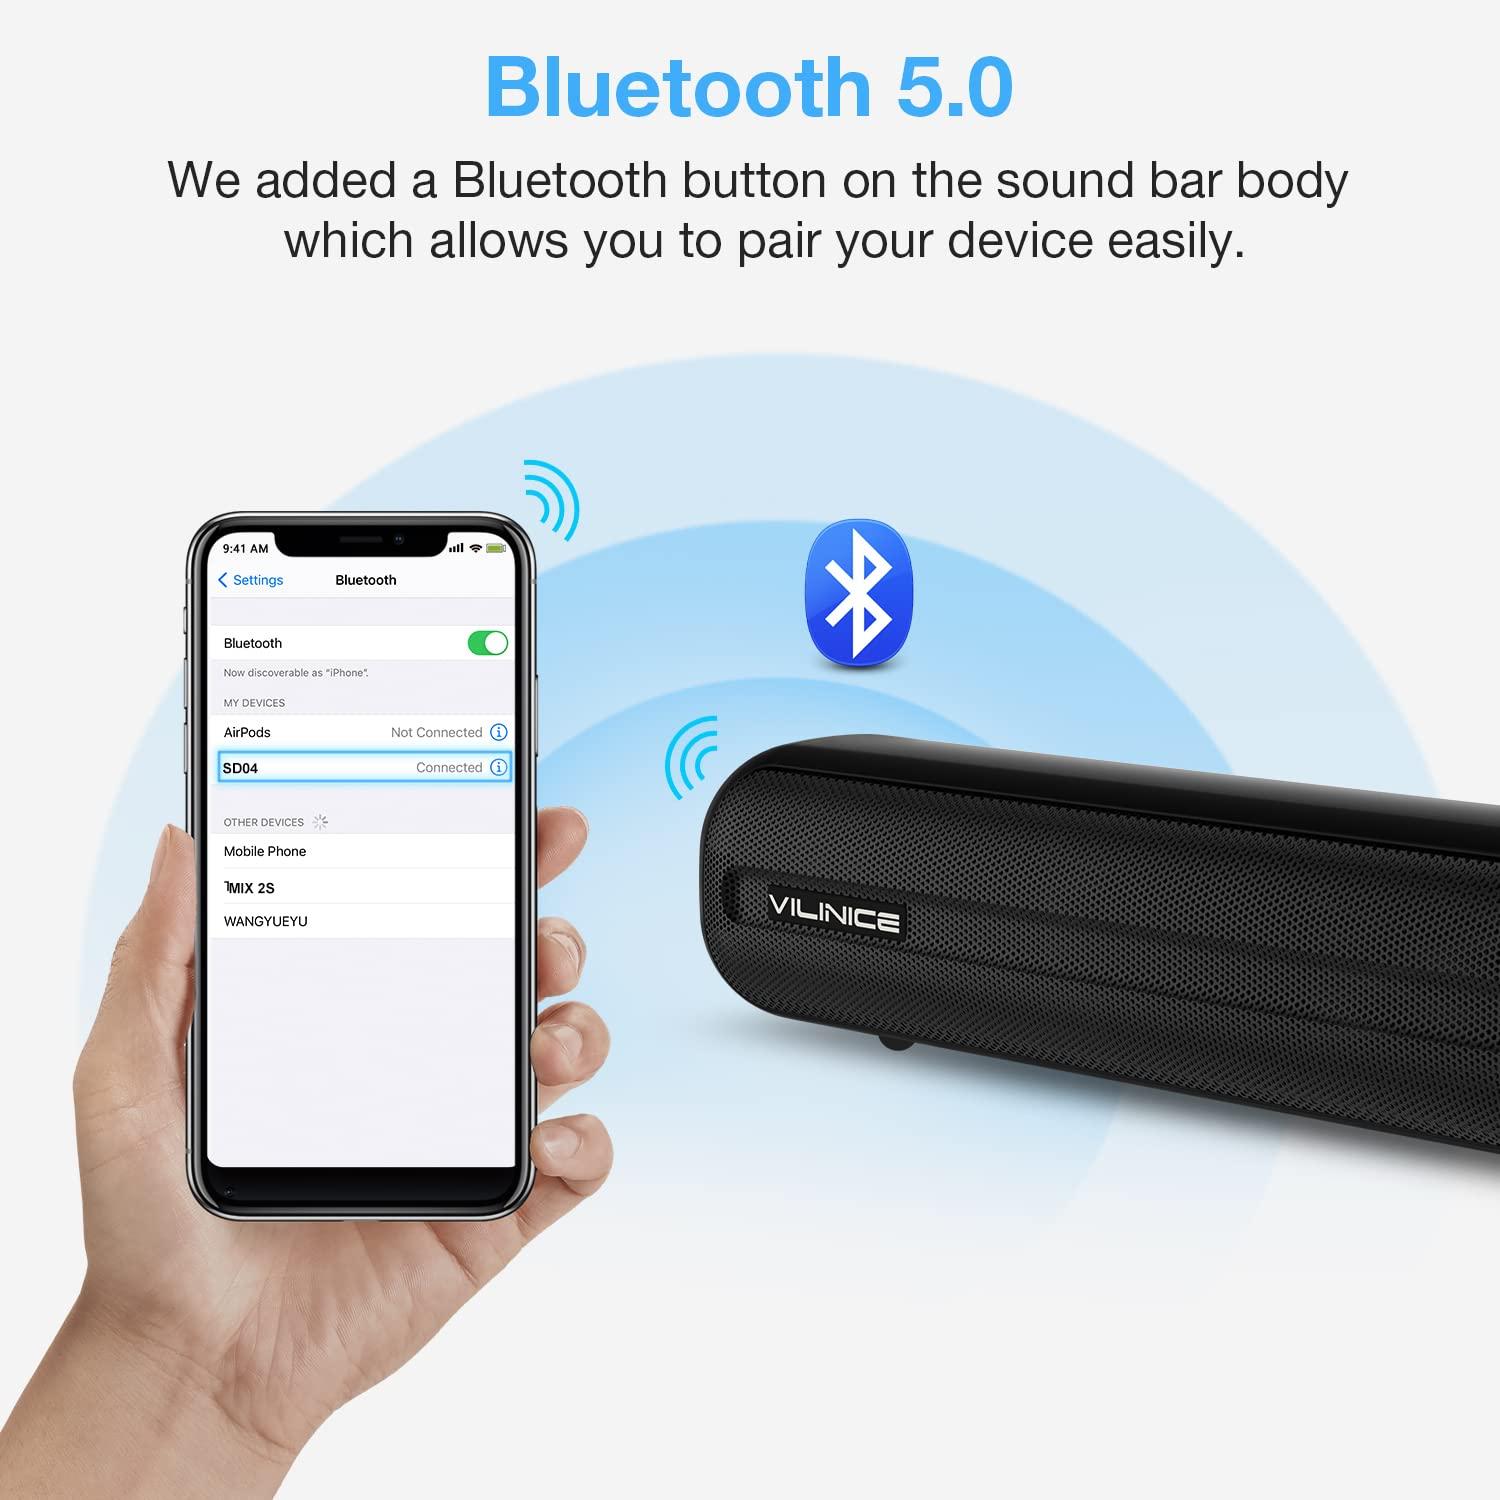 Bluetooth 5.0
We added a Bluetooth button on the sound bar body
which allows you to pair your device easily.
9:41 AM
Settings Bluetooth
Bluetooth
Now discoverable as “iPhone”.
MY DEVICES
AirPods Not Connected i
SD04 Connected i
OTHER DEVICES
Mobile Phone
MIX 2S
WANGYUEYU
VILINICE